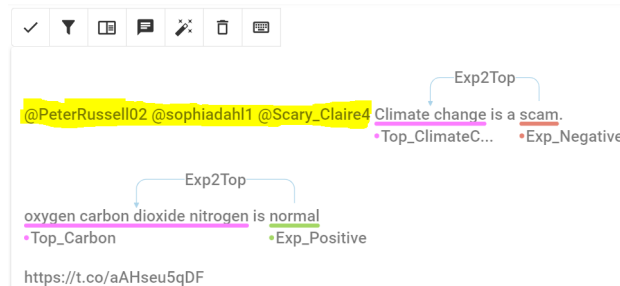 Exp2Top
@PeterRussell02 @sophiadahl1 @Scary_Claire4 Climate change is a scam.
•Top_ClimateC... •Exp_Negative
Exp2Top
oxygen carbon dioxide nitrogen is normal
•Top_Carbon •Exp_Positive
https://t.co/aAHseu5qDF